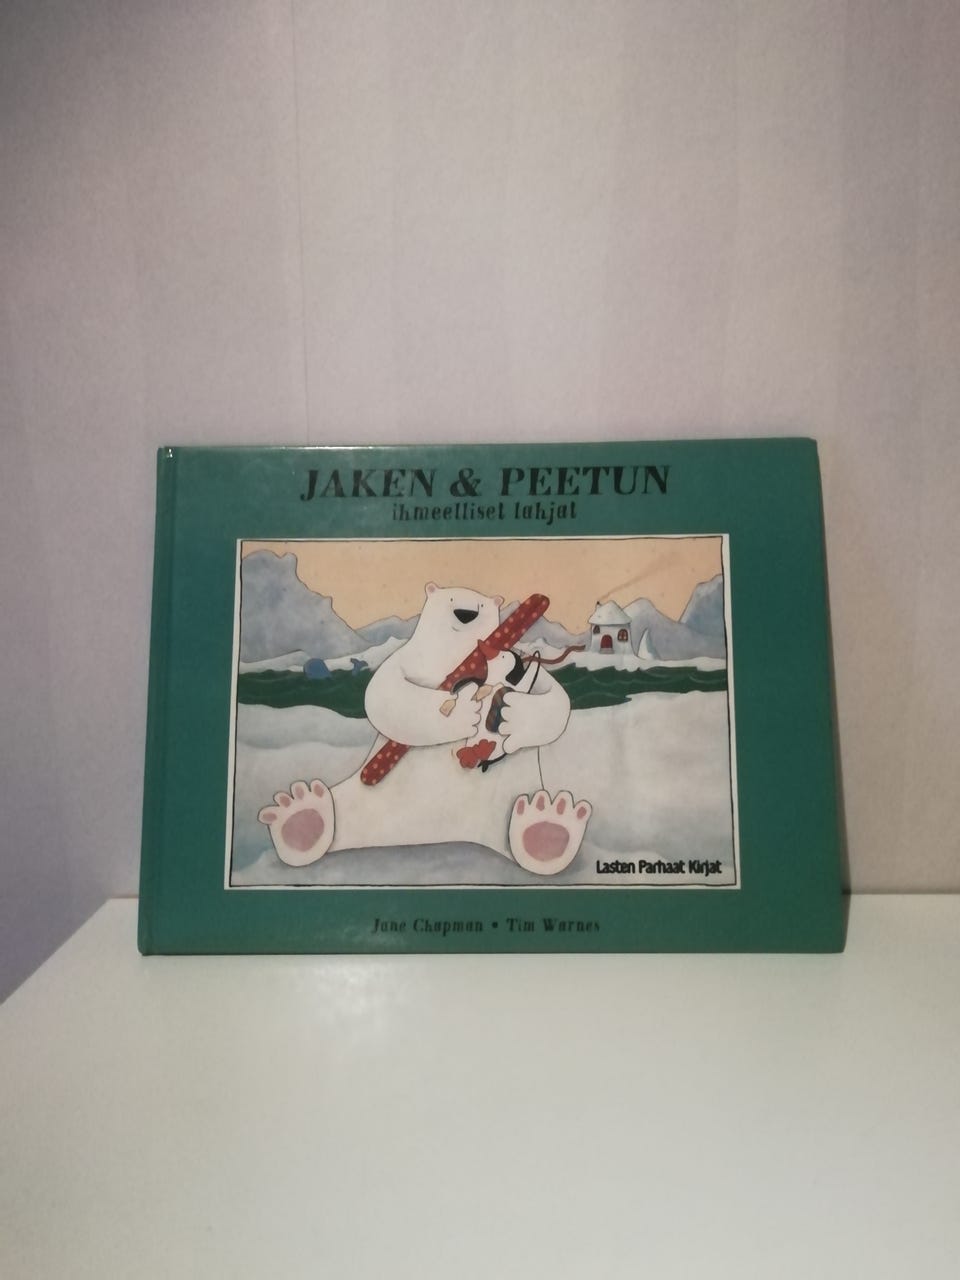 JAKEN & PEETUN
ihmeelliset lahjat
Lasten Parhaat Kirjat
Jane Chapman • Tim Warnes